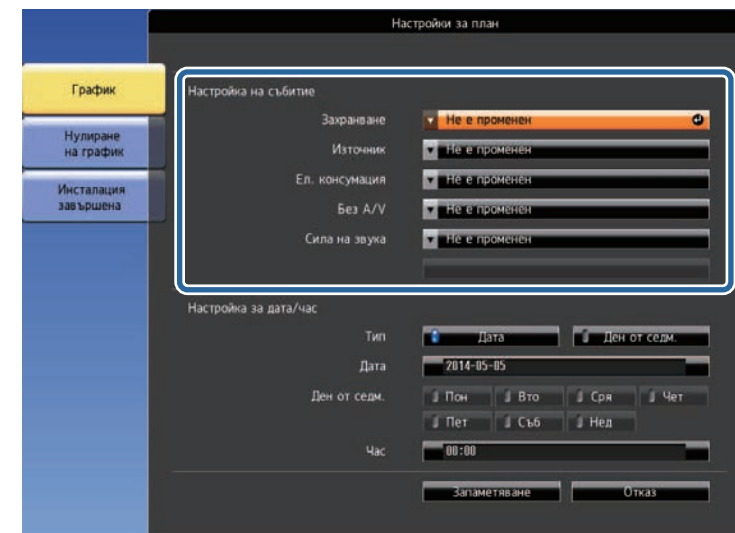 Настройки за план
График
Нулиране
на график
Инсталация
завършена
Настройка на събитие
Захранване Не е променен
Източник Не е променен
Ел. консумация Не е променен
Без A/V Не е променен
Сила на звука Не е променен
Настройка за дата/час
Тип Дата Ден от седм.
Дата 2014-05-05
Ден от седм. Пон Вто Сря Чет
Пет Съб Нед
Час 00:00
Запаметяване Отказ